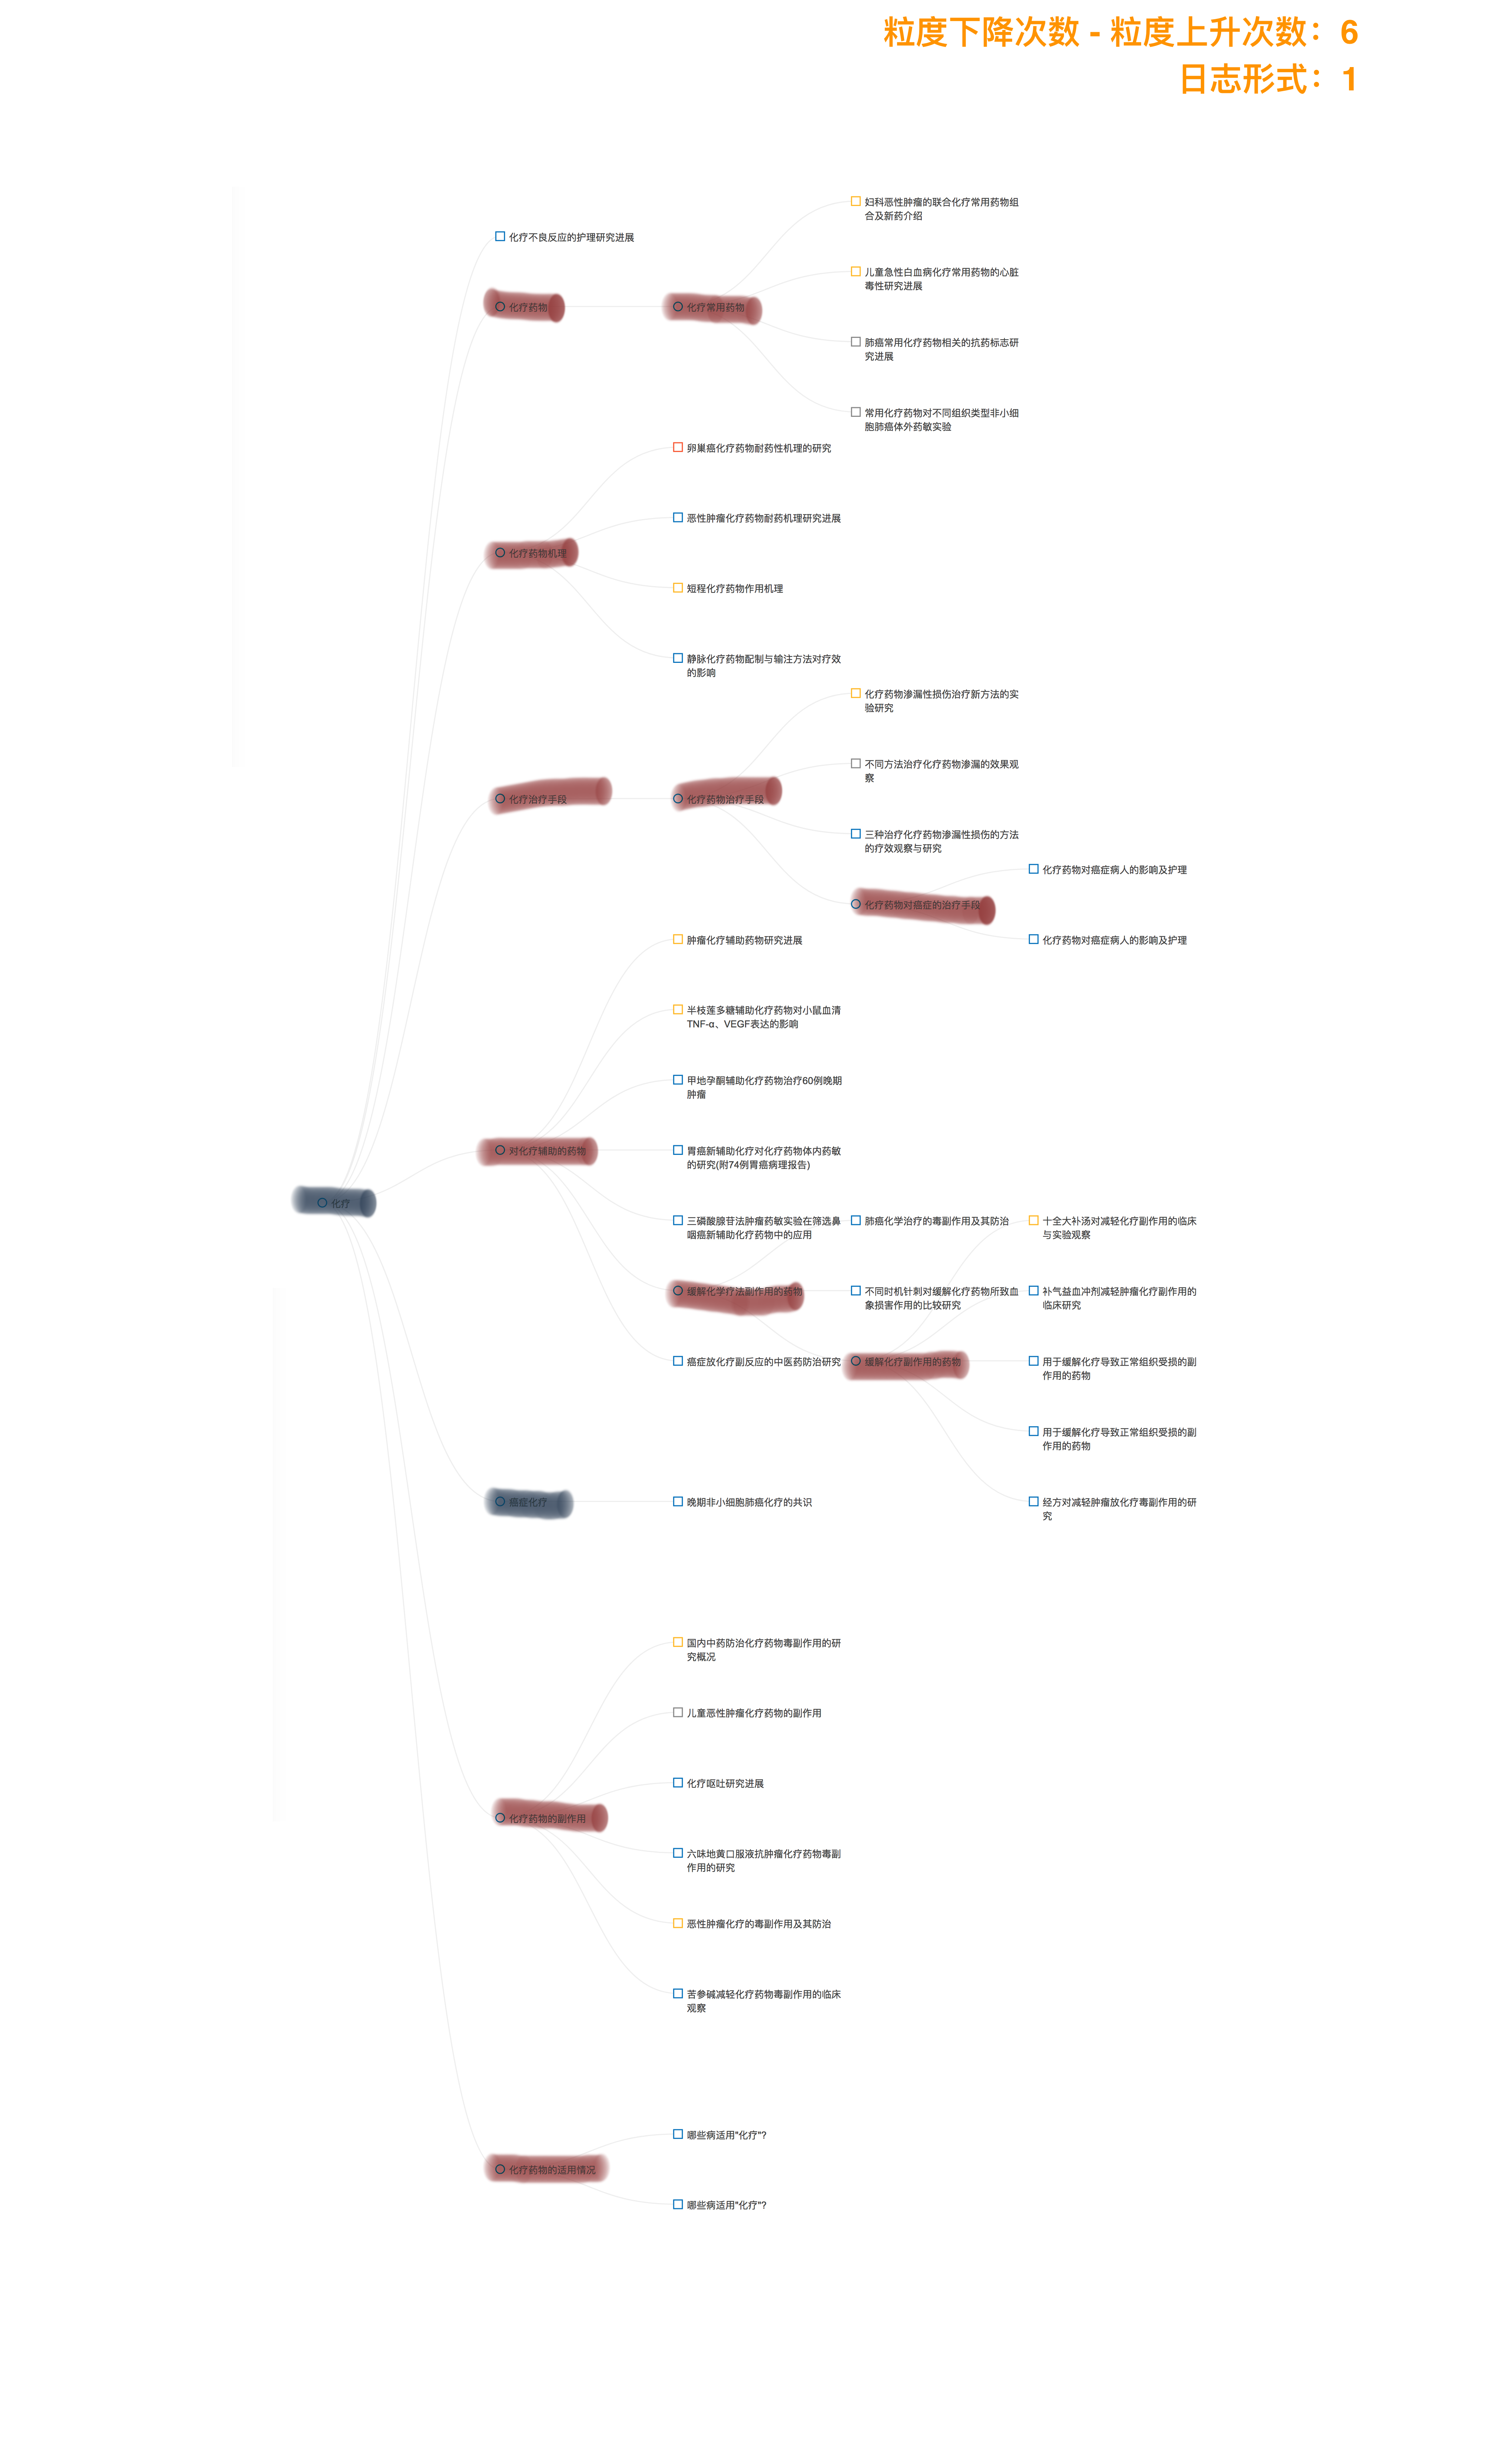 粒度下降次数 - 粒度上升次数：6
日志形式：1
妇科恶性肿瘤的联合化疗常用药物组
合及新药介绍
化疗不良反应的护理研究进展
儿童急性白血病化疗常用药物的心脏
毒性研究进展
化疗药物
化疗常用药物
肺癌常用化疗药物相关的抗药标志研
究进展
常用化疗药物对不同组织类型非小细
胞肺癌体外药敏实验
卵巢癌化疗药物耐药性机理的研究
恶性肿瘤化疗药物耐药机理研究进展
化疗药物机理
短程化疗药物作用机理
静脉化疗药物配制与输注方法对疗效
的影响
化疗药物渗漏性损伤治疗新方法的实
验研究
不同方法治疗化疗药物渗漏的效果观
察
化疗治疗手段
化疗药物治疗手段
三种治疗化疗药物渗漏性损伤的方法
的疗效观察与研究
化疗药物对癌症病人的影响及护理
化疗药物对癌症的治疗手段
化疗药物对癌症病人的影响及护理
肿瘤化疗辅助药物研究进展
半枝莲多糖辅助化疗药物对小鼠血清
TNF-α、VEGF表达的影响
甲地孕酮辅助化疗药物治疗60例晚期
肿瘤
对化疗辅助的药物
胃癌新辅助化疗对化疗药物体内药敏
的研究(附74例胃癌病理报告)
化疗
三磷酸腺苷法肿瘤药敏实验在筛选鼻
咽癌新辅助化疗药物中的应用
肺癌化学治疗的毒副作用及其防治
十全大补汤对减轻化疗副作用的临床
与实验观察
缓解化学疗法副作用的药物
不同时机针刺对缓解化疗药物所致血
象损害作用的比较研究
补气益血冲剂减轻肿瘤化疗副作用的
临床研究
癌症放化疗副反应的中医药防治研究
缓解化疗副作用的药物
用于缓解化疗导致正常组织受损的副
作用的药物
用于缓解化疗导致正常组织受损的副
作用的药物
癌症化疗
晚期非小细胞肺癌化疗的共识
经方对减轻肿瘤放化疗毒副作用的研
究
国内中药防治化疗药物毒副作用的研
究概况
儿童恶性肿瘤化疗药物的副作用
化疗呕吐研究进展
化疗药物的副作用
六味地黄口服液抗肿瘤化疗药物毒副
作用的研究
恶性肿瘤化疗的毒副作用及其防治
苦参碱减轻化疗药物毒副作用的临床
观察
哪些病适用"化疗"?
化疗药物的适用情况
哪些病适用"化疗"?